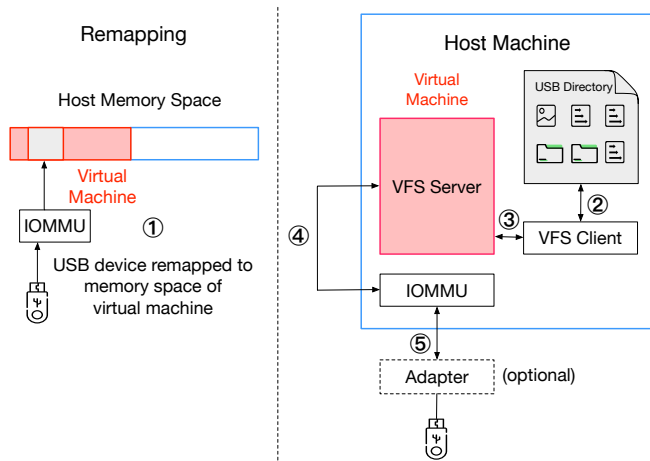 Remapping
Host Memory Space
Virtual
Machine
IOMMU
①
USB device remapped to
memory space of
virtual machine
Host Machine
Virtual
Machine
USB Directory
VFS Server
②
③
VFS Client
④
IOMMU
⑤
Adapter
(optional)